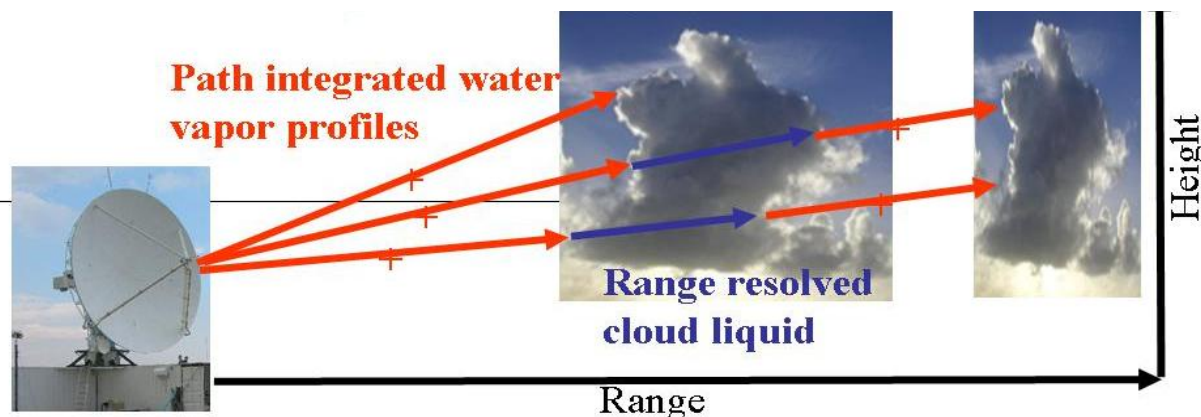 Path integrated water
vapor profiles
Range resolved
cloud liquid
Height
Range